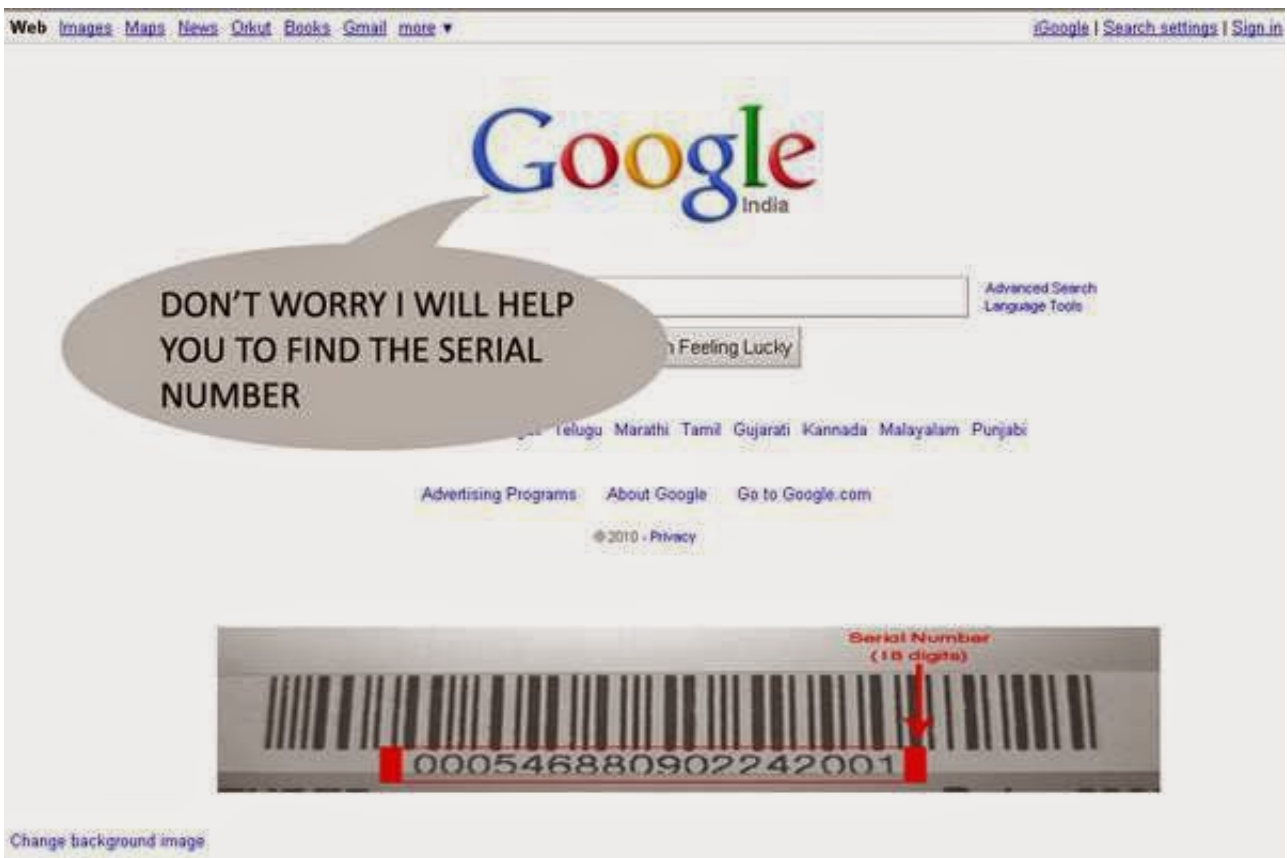 Web Images Maps News Orkut Books Gmail more ▼ iGoogle | Search settings | Sign in
Google
India
DON'T WORRY I WILL HELP
YOU TO FIND THE SERIAL
NUMBER
Advanced Search
Language Tools
Feeling Lucky
Telugu Marathi Tamil Gujarati Kannada Malayalam Punjabi
Advertising Programs About Google Go to Google.com
© 2010 - Privacy
Serial Number
(18 digits)
000546880902242001
Change background image